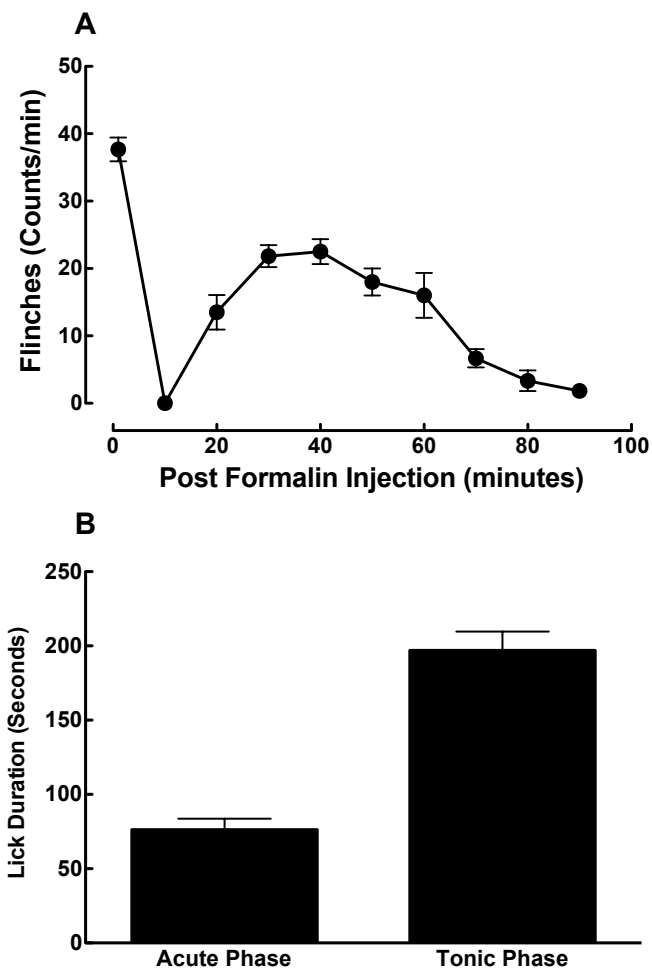 A
50
40
30
20
10
0
Flinches (Counts/min)
0 20 40 60 80 100
Post Formalin Injection (minutes)
B
250
200
150
100
50
0
Lick Duration (Seconds)
Acute Phase Tonic Phase